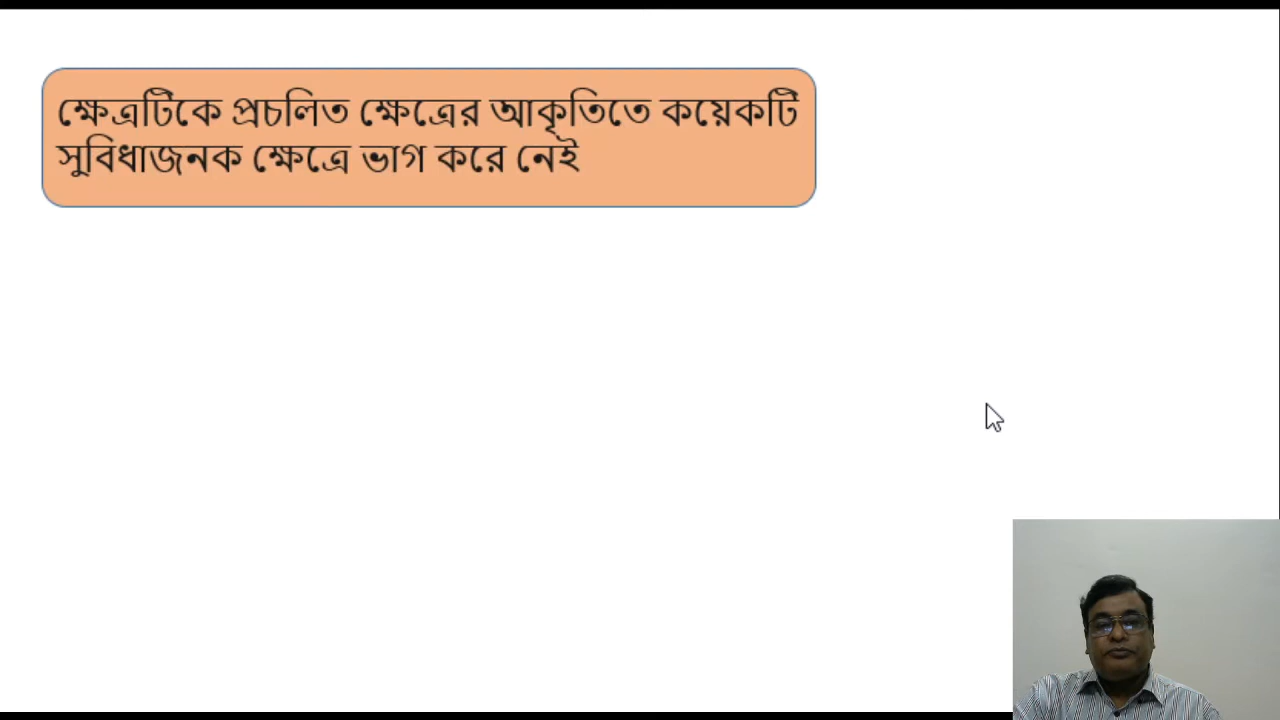 ক্ষেত্রটিকে প্রচলিত ক্ষেত্রের আকৃতিতে কয়েকটি
সুবিধাজনক ক্ষেত্রে ভাগ করে নেই